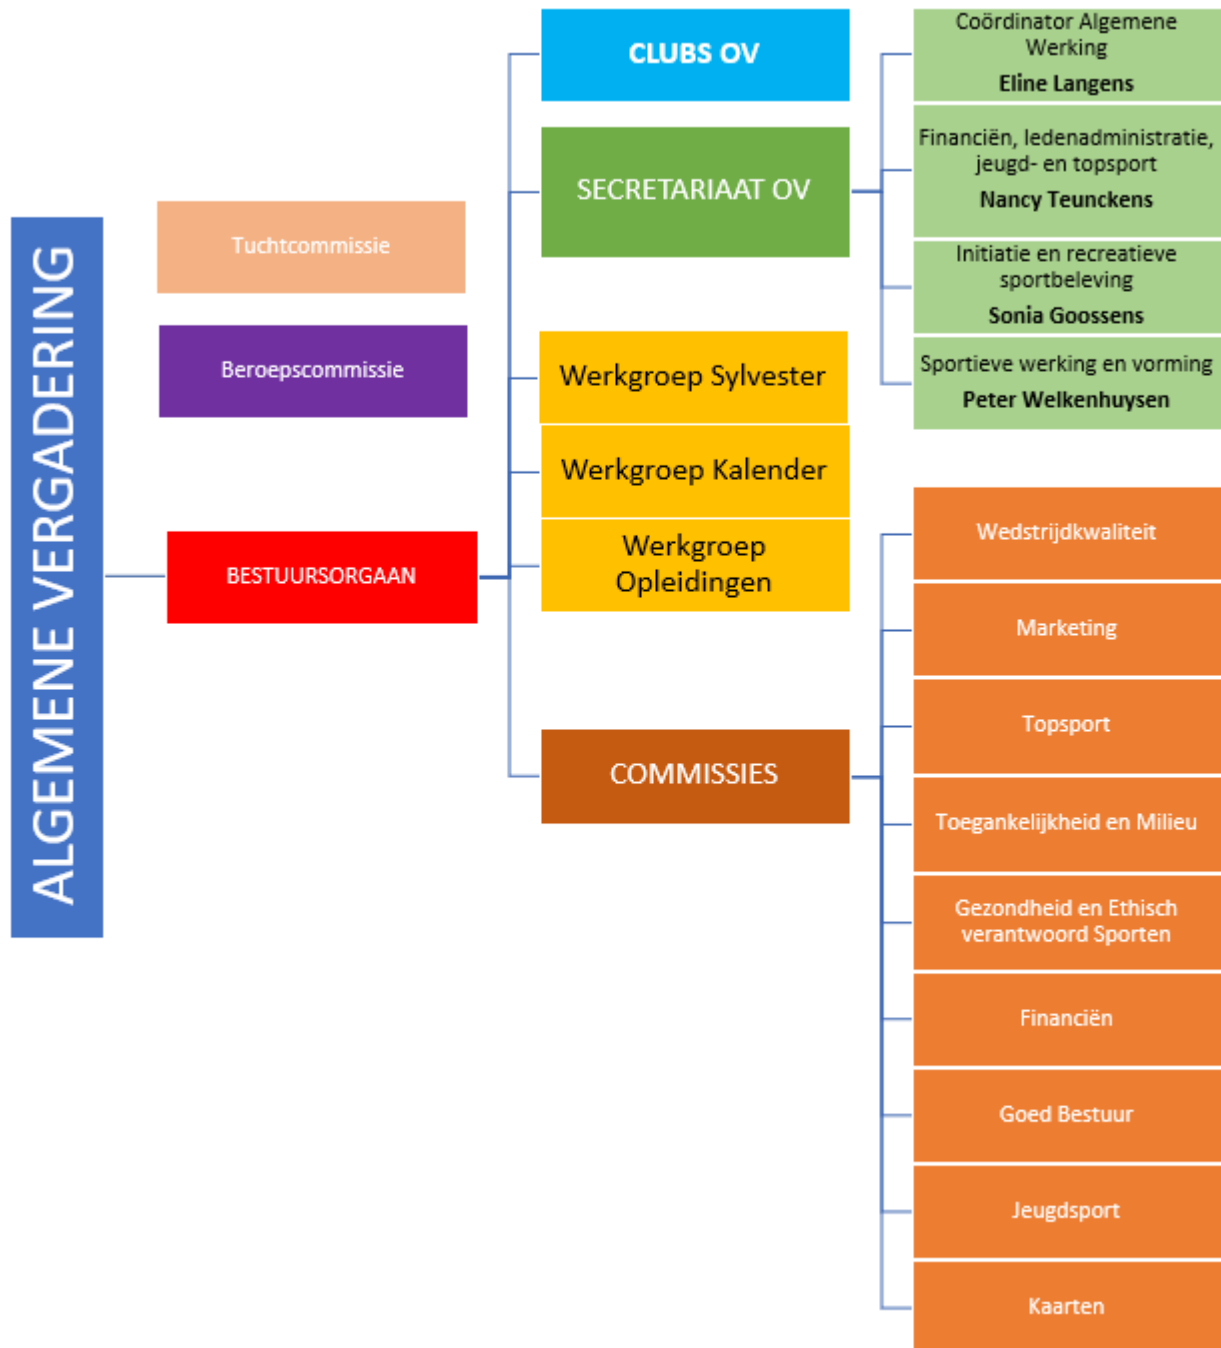 ALGEMENE VERGADERING
Tuchtcommissie
Beroepscommissie
BESTUURSORGAAN
CLUBS OV
SECRETARIAAT OV
Werkgroep Sylvester
Werkgroep Kalender
Werkgroep
Opleidingen
COMMISSIES
Coördinator Algemene
Werking
Eline Langens
Financiën, ledenadministratie,
jeugd- en topsport
Nancy Teunckens
Initiatie en recreatieve
sportbeleving
Sonia Goossens
Sportieve werking en vorming
Peter Welkenhuysen
Wedstrijdkwaliteit
Marketing
Topsport
Toegankelijkheid en Milieu
Gezondheid en Ethisch
verantwoord Sporten
Financiën
Goed Bestuur
Jeugdsport
Kaarten